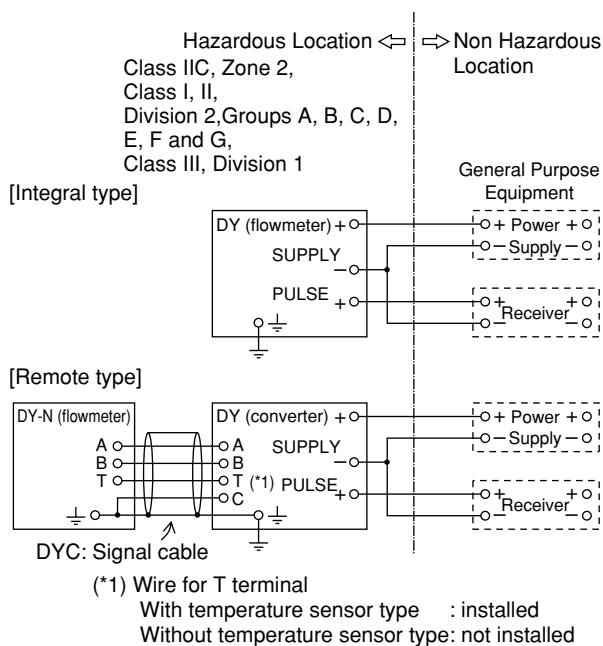 Hazardous Location ⇦ ⇨ Non Hazardous Location
Class IIC, Zone 2,
Class I, II,
Division 2,Groups A, B, C, D,
E, F and G,
Class III, Division 1
General Purpose
Equipment
[Integral type]
DY (flowmeter) +
SUPPLY
−
PULSE
+
+ Power +
− Supply −
+ Receiver +
− −
[Remote type]
DY-N (flowmeter)
A
B
T
DY (converter) +
A
B
T (*1)
C
SUPPLY
−
PULSE
+
+ Power +
− Supply −
+ Receiver +
− −
DYC: Signal cable
(*1) Wire for T terminal
With temperature sensor type : installed
Without temperature sensor type: not installed